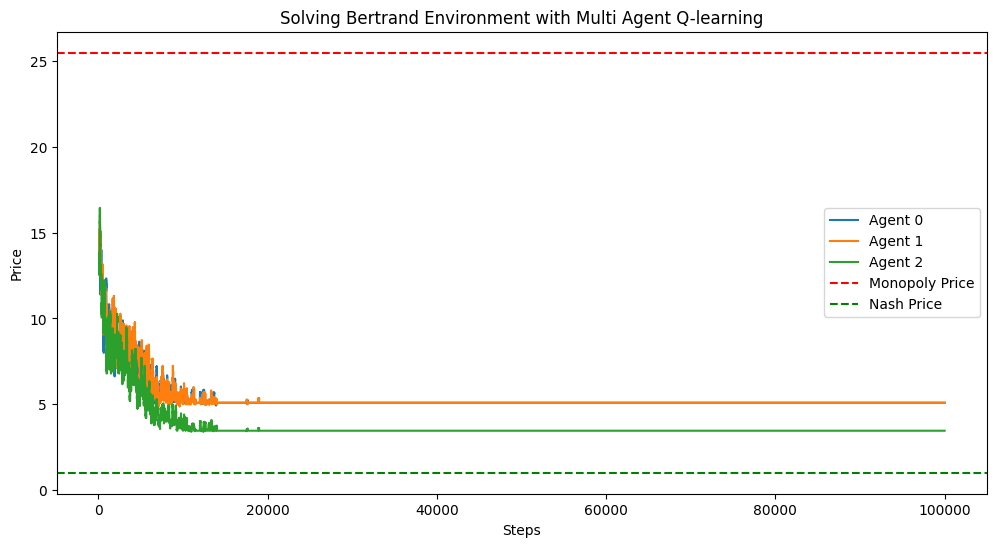 Solving Bertrand Environment with Multi Agent Q-learning
Price
25
20
15
10
5
0
Agent 0
Agent 1
Agent 2
Monopoly Price
Nash Price
0
20000
40000
60000
80000
100000
Steps